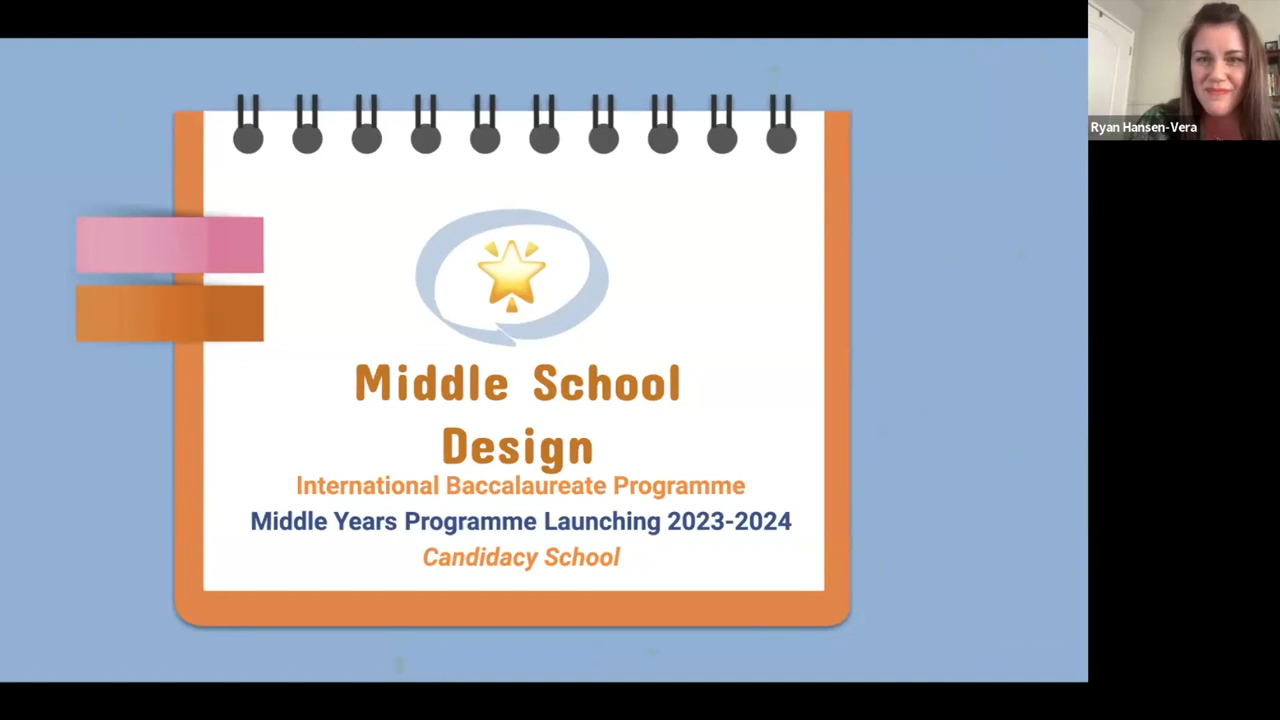 Middle School
Design
International Baccalaureate Programme
Middle Years Programme Launching 2023-2024
Candidacy School
Ryan Hansen-Vera